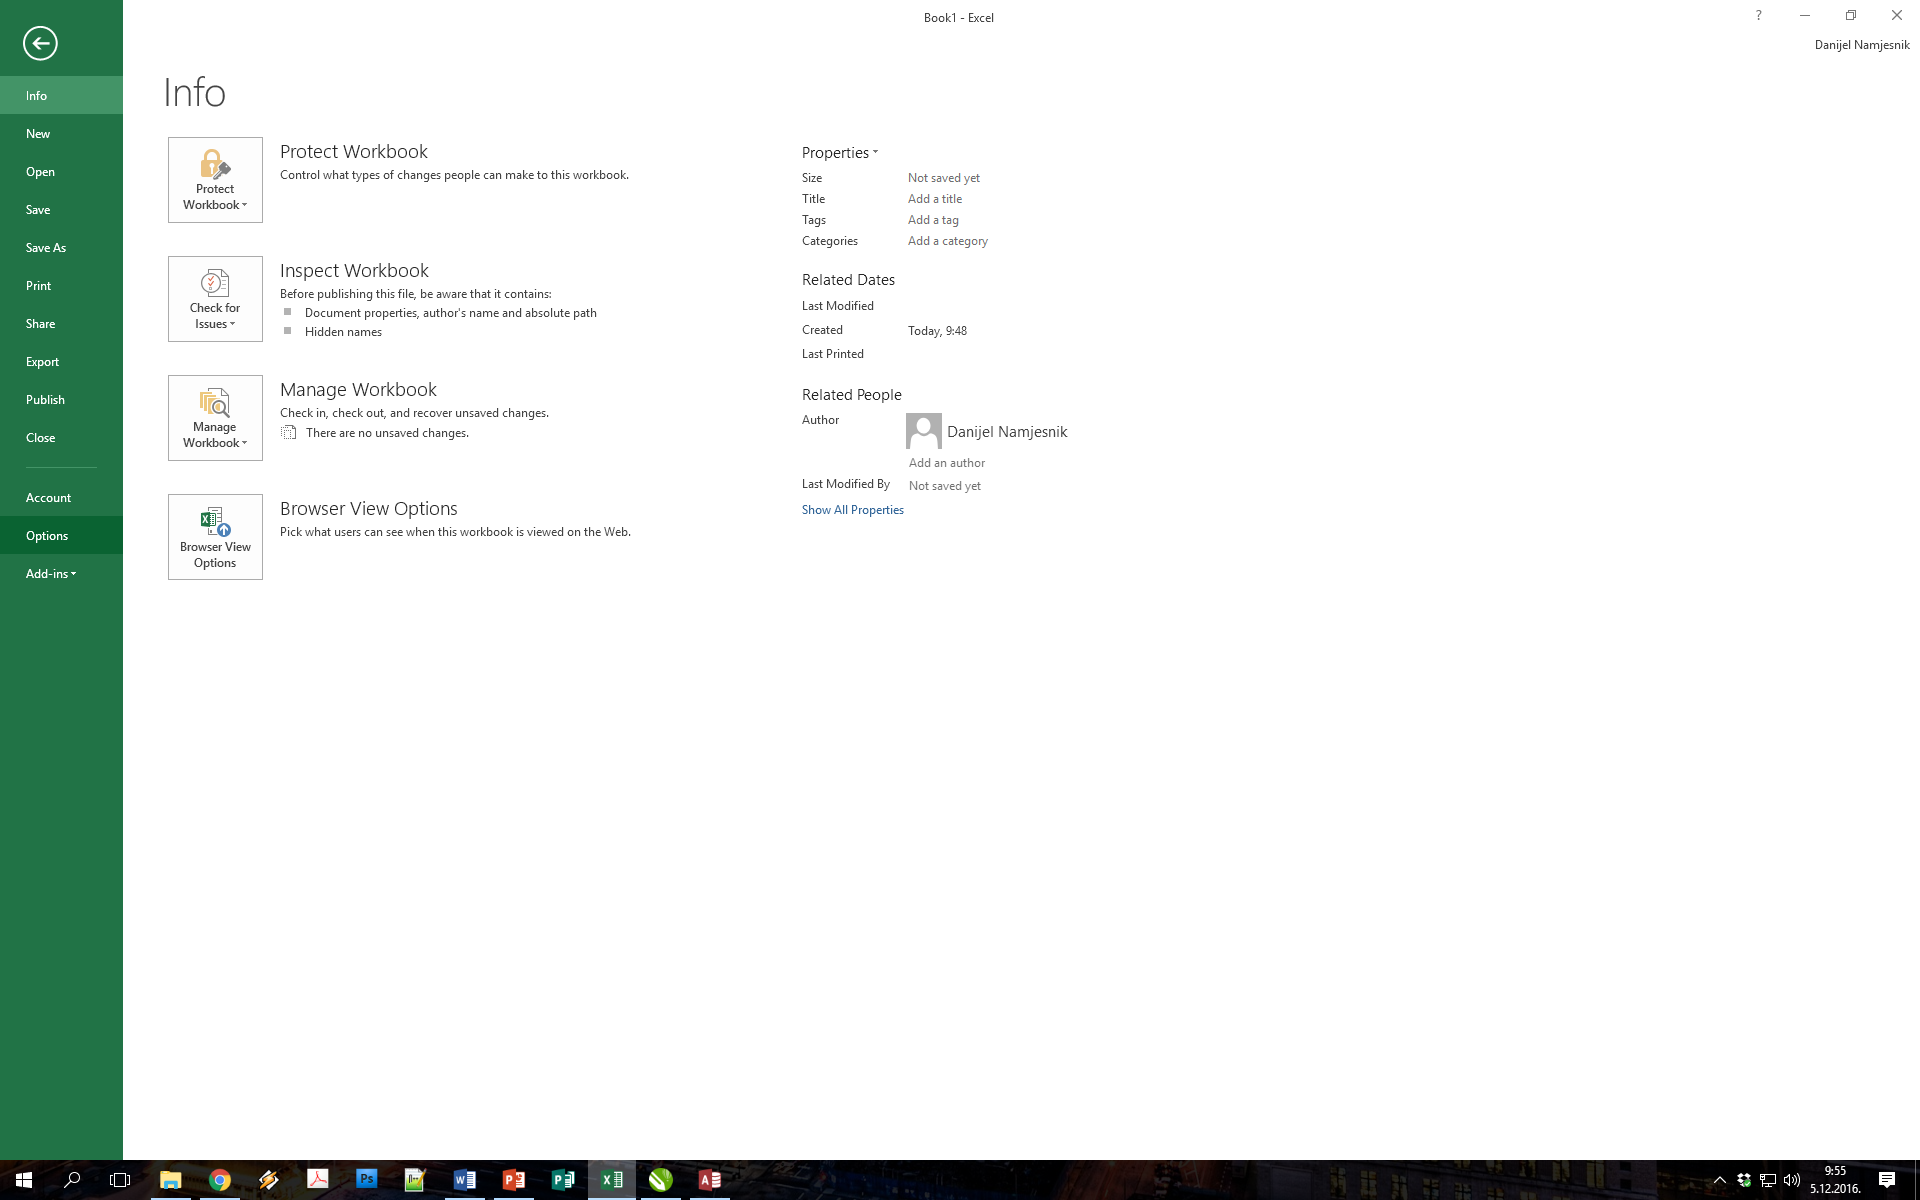 Book1 - Excel
?
Danijel Namjesnik
Info
New
Open
Save
Save As
Print
Share
Export
Publish
Close
Account
Options
Add-ins
Info
Protect
Workbook
Protect Workbook
Control what types of changes people can make to this workbook.
Check for
Issues
Inspect Workbook
Before publishing this file, be aware that it contains:
Document properties, author's name and absolute path
Hidden names
Manage
Workbook
Manage Workbook
Check in, check out, and recover unsaved changes.
There are no unsaved changes.
Browser View
Options
Browser View Options
Pick what users can see when this workbook is viewed on the Web.
Properties
Size Not saved yet
Title Add a title
Tags Add a tag
Categories Add a category
Related Dates
Last Modified
Created Today, 9:48
Last Printed
Related People
Author
Danijel Namjesnik
Add an author
Last Modified By Not saved yet
Show All Properties
Ps
9:55
5.12.2016.